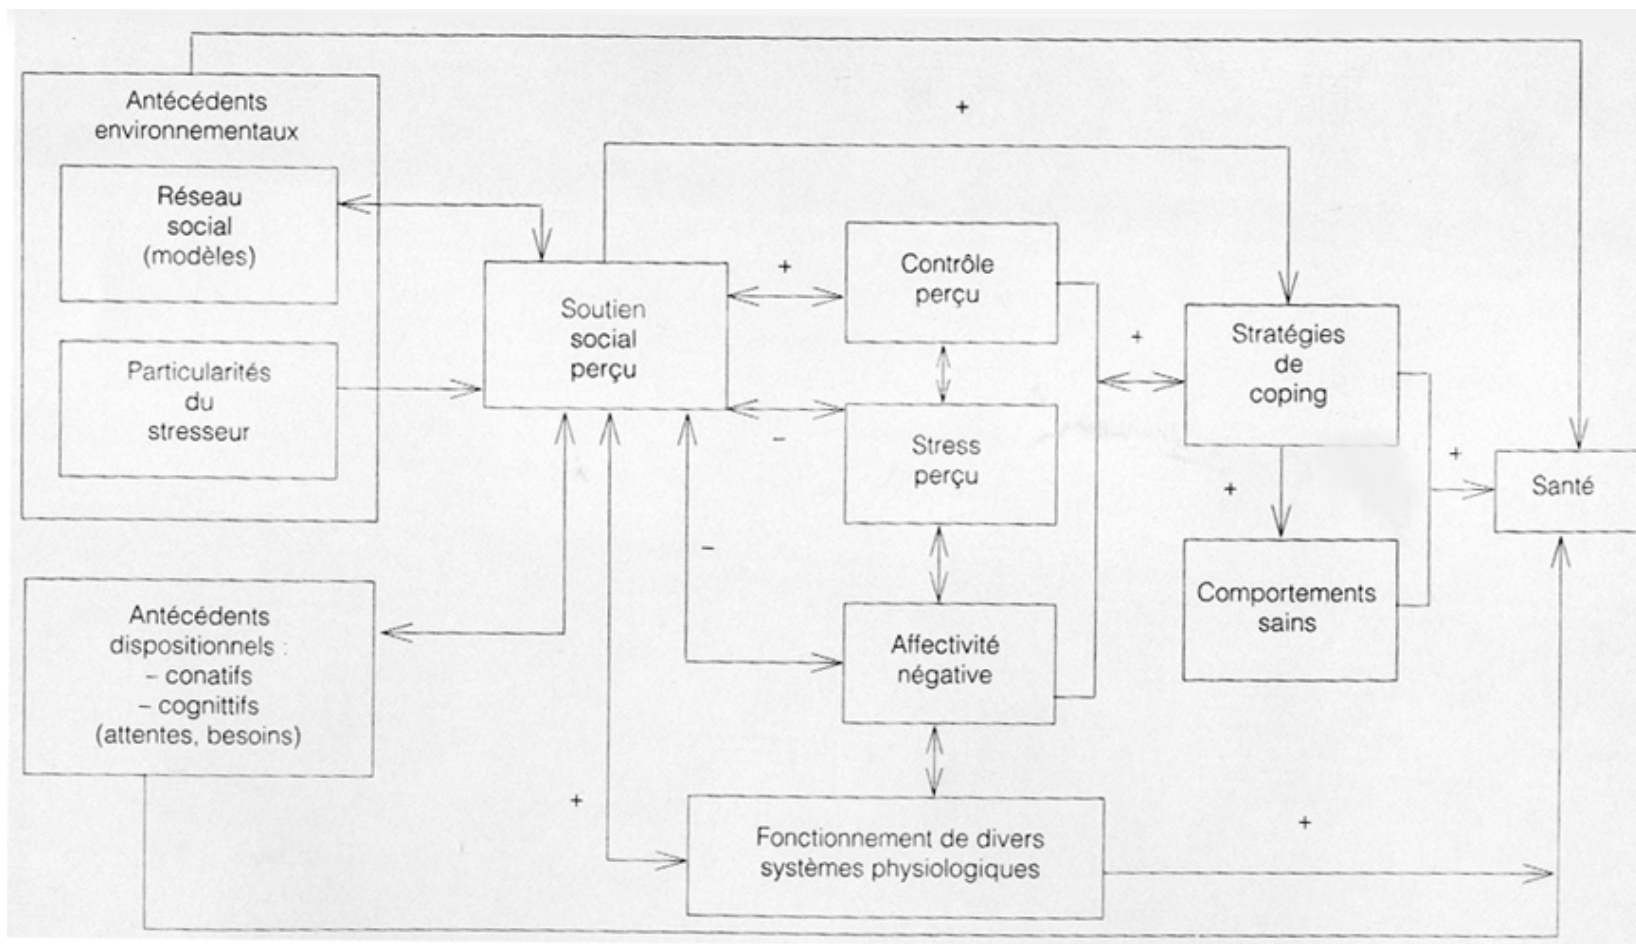 Antécédents
environnementaux
Réseau
social
(modèles)
Particularités
du
stresseur
Antécédents
dispositionnels :
– conatifs
– cognittifs
(attentes, besoins)
Soutien
social
perçu
+
+
–
–
+
Contrôle
perçu
Stress
perçu
Affectivité
négative
Fonctionnement de divers
systèmes physiologiques
+
Stratégies
de
coping
+
Comportements
sains
+
+
Santé